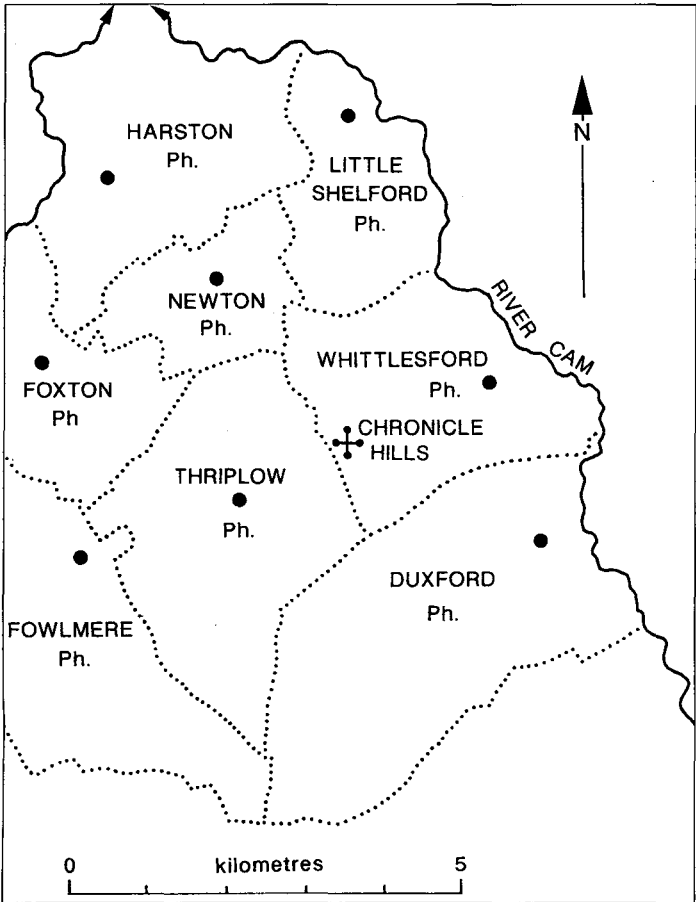 HARSTON
Ph.
LITTLE
SHELFORD
Ph.
N
NEWTON
Ph.
RIVER CAM
FOXTON
Ph
WHITTLESFORD
Ph.
CHRONICLE
HILLS
THRIPLOW
Ph.
DUXFORD
Ph.
FOWLMERE
Ph.
0 kilometres 5